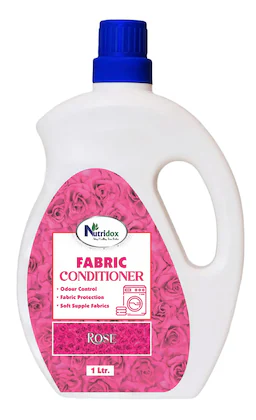 Nutridox
FABRIC
CONDITIONER
• Odour Control
• Fabric Protection
• Soft Supple Fabrics
ROSE
1 Ltr.